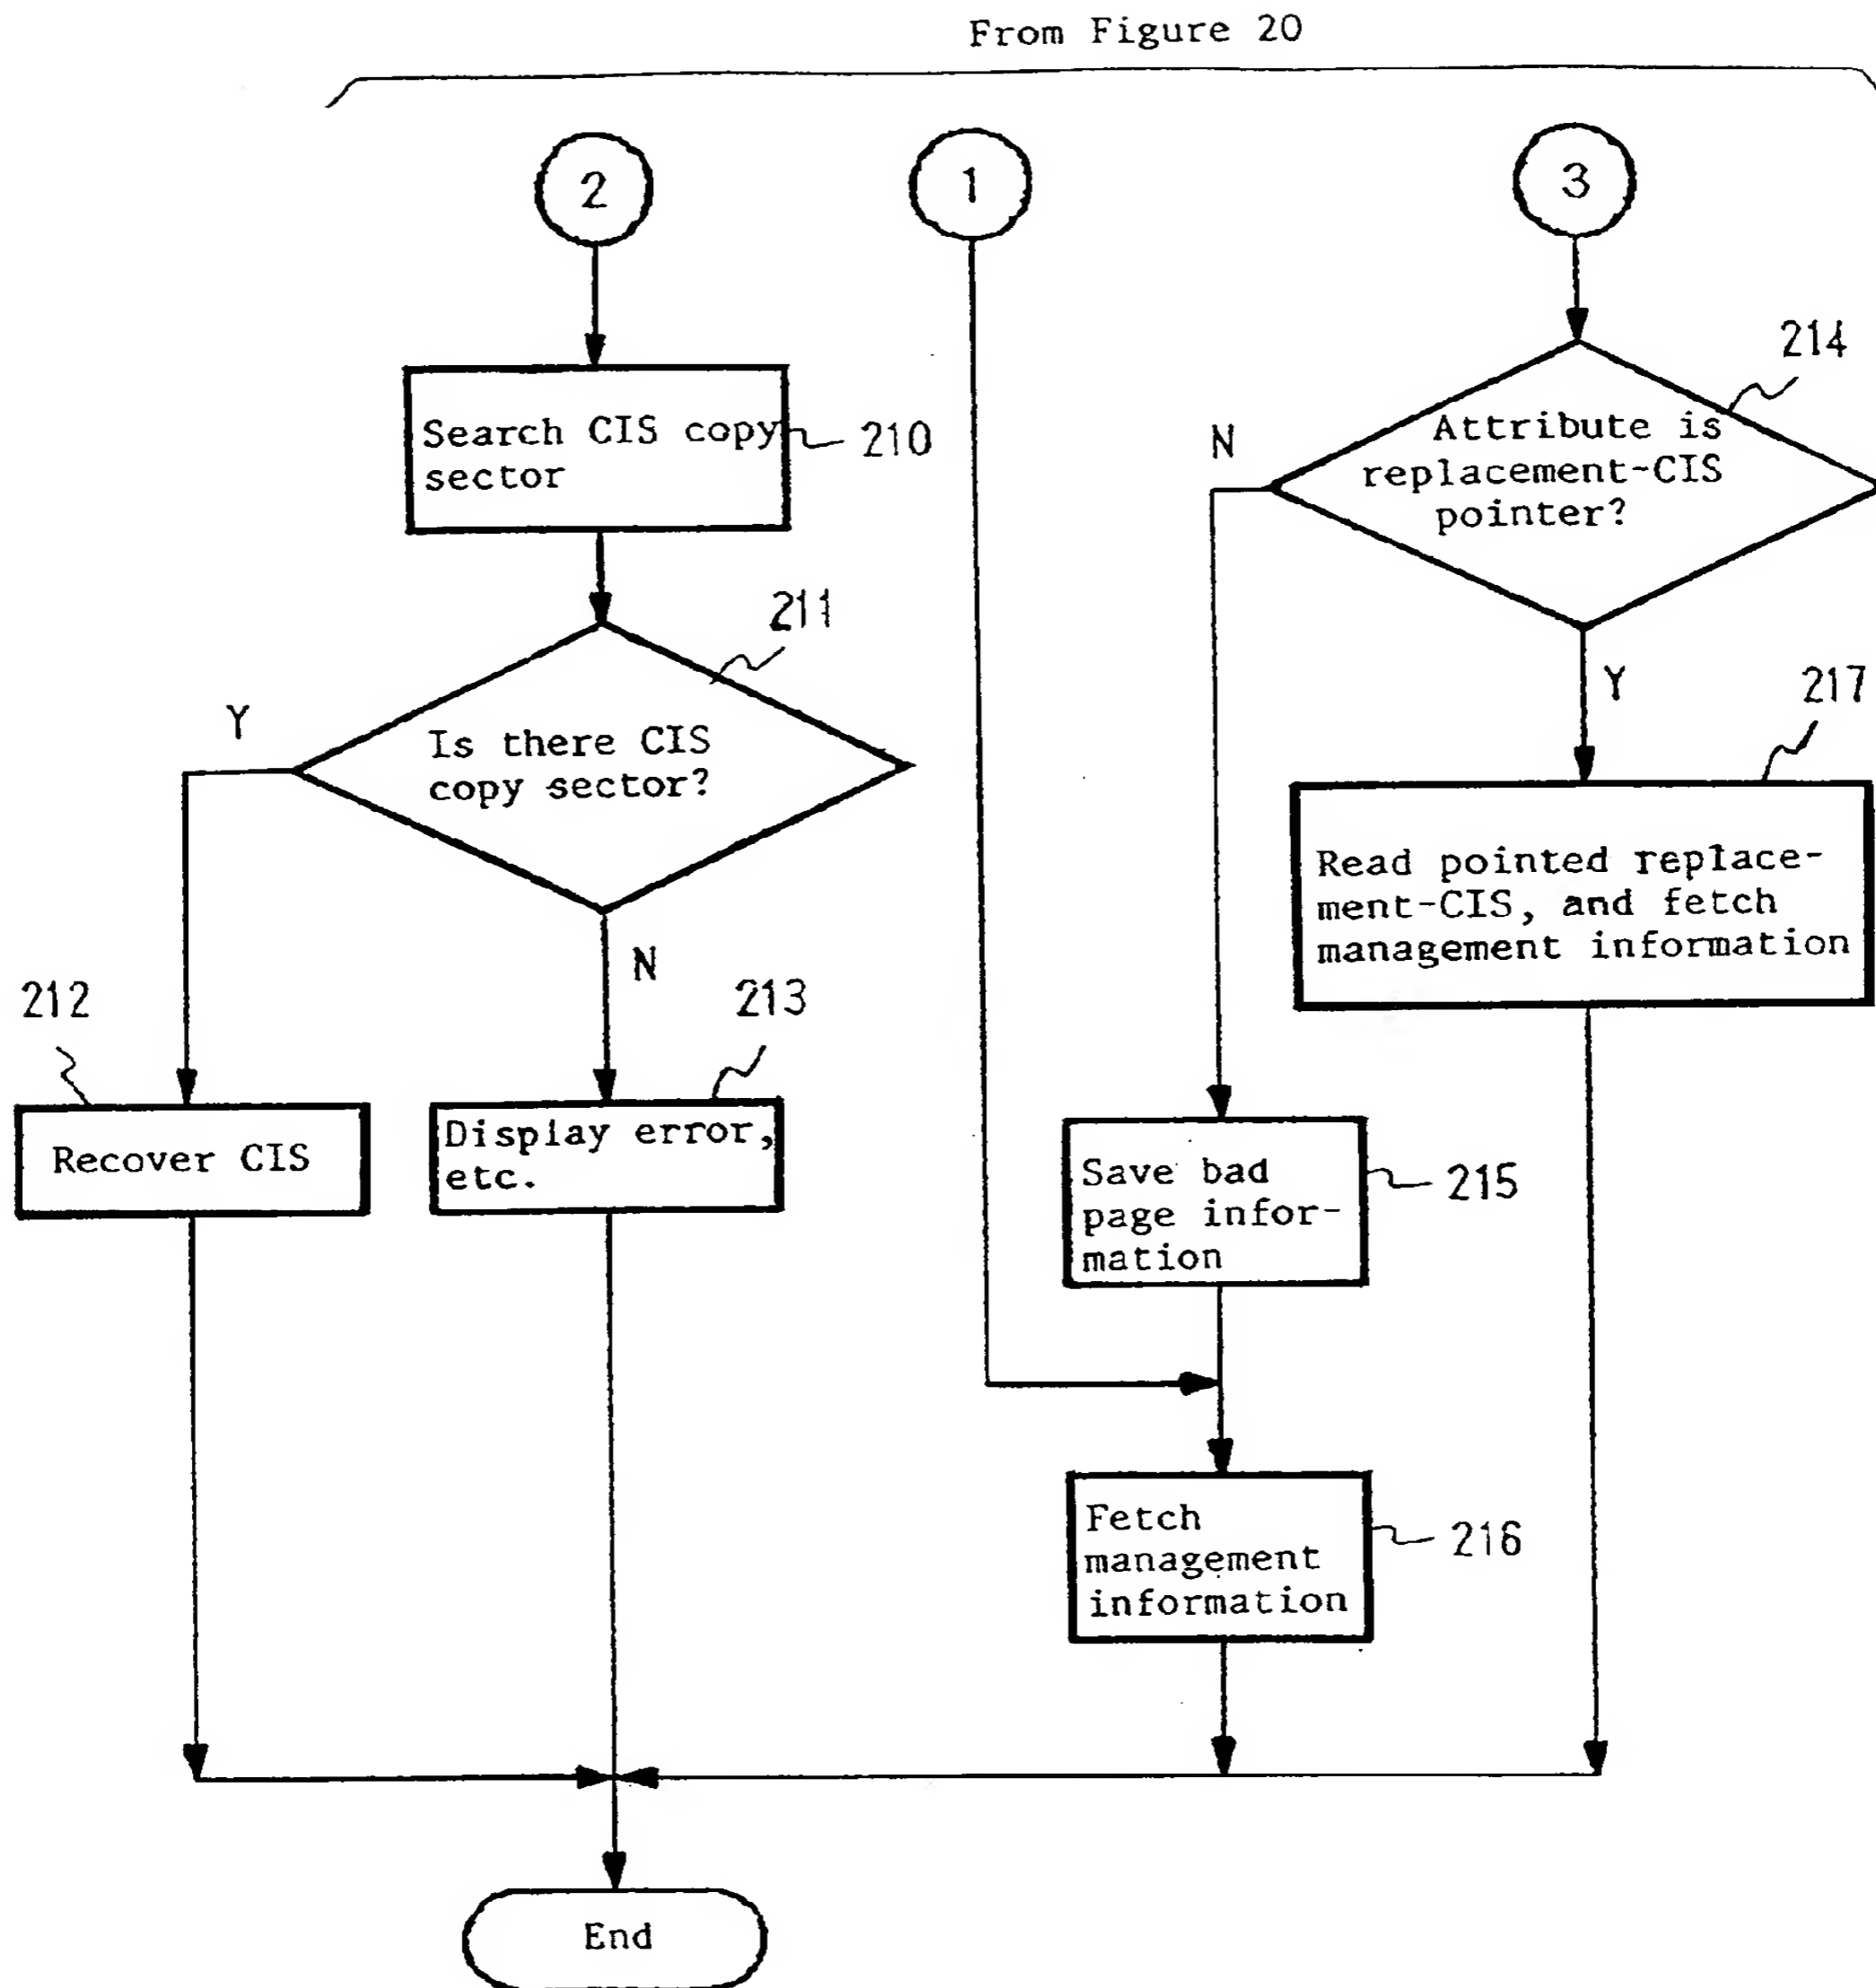 From Figure 20
2
1
3
214
Attribute is
replacement-CIS
pointer?
N
Y
Search CIS copy
sector
210
211
Is there CIS
copy sector?
Y
N
217
Read pointed replace-
ment-CIS, and fetch
management information
212
Recover CIS
213
Display error,
etc.
Save bad
page infor-
mation
215
Fetch
management
information
216
End